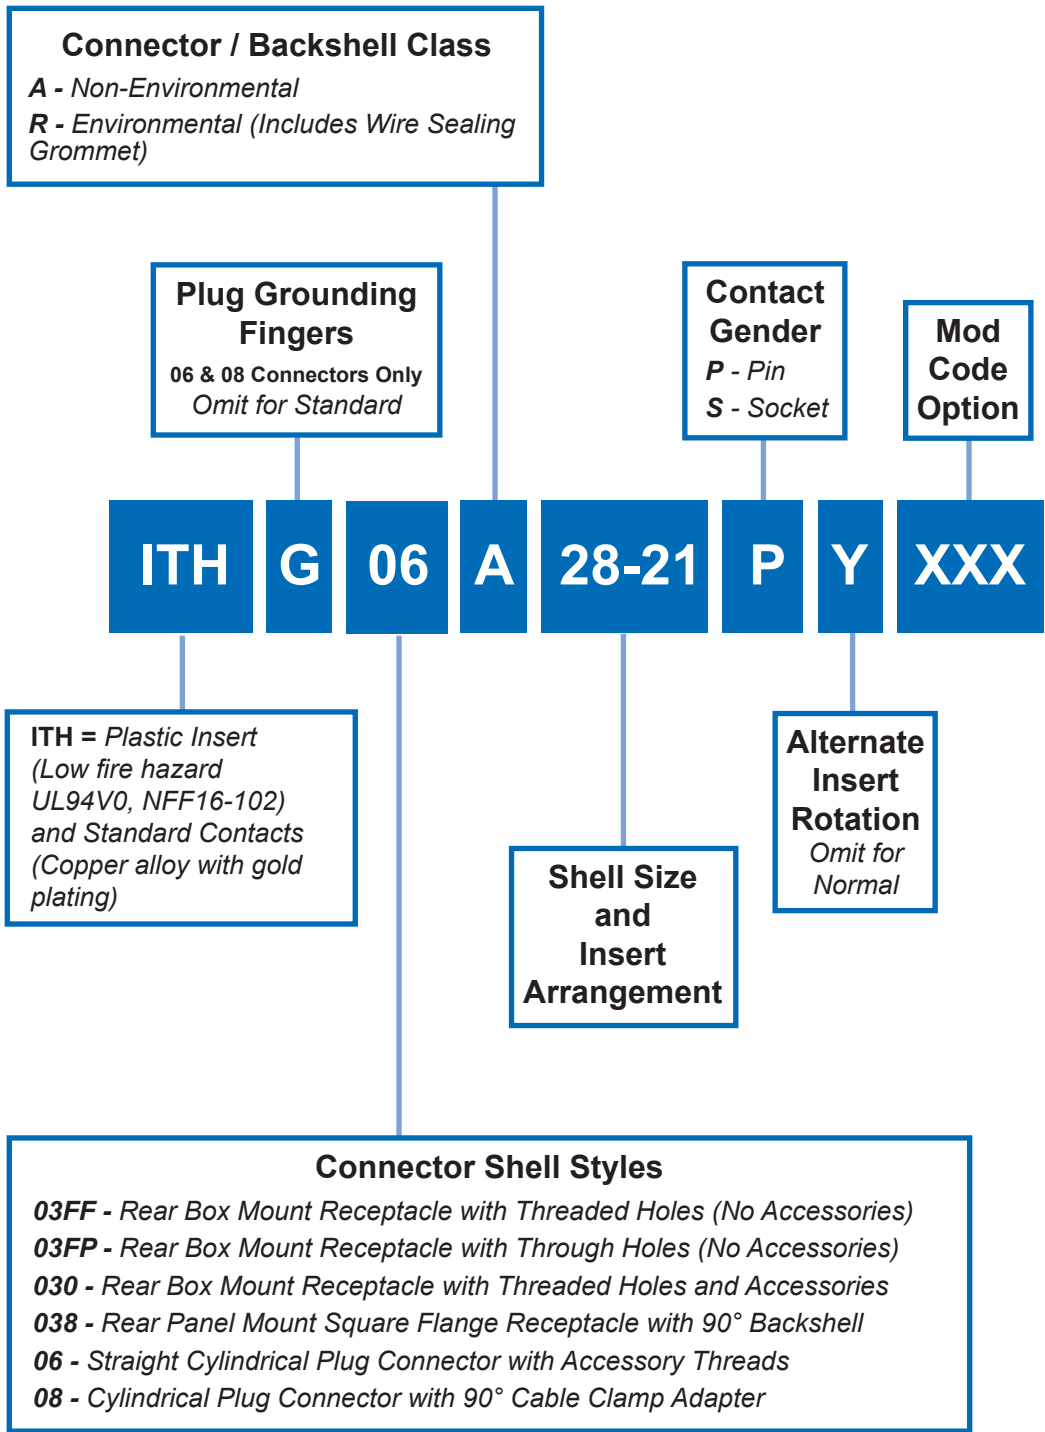 Connector / Backshell Class
A - Non-Environmental
R - Environmental (Includes Wire Sealing
Grommet)
Plug Grounding
Fingers
06 & 08 Connectors Only
Omit for Standard
Contact
Gender
P - Pin
S - Socket
Mod
Code
Option
ITH G 06 A 28-21 P Y XXX
ITH = Plastic Insert
(Low fire hazard
UL94V0, NFF16-102)
and Standard Contacts
(Copper alloy with gold
plating)
Shell Size
and
Insert
Arrangement
Alternate
Insert
Rotation
Omit for
Normal
Connector Shell Styles
03FF - Rear Box Mount Receptacle with Threaded Holes (No Accessories)
03FP - Rear Box Mount Receptacle with Through Holes (No Accessories)
030 - Rear Box Mount Receptacle with Threaded Holes and Accessories
038 - Rear Panel Mount Square Flange Receptacle with 90° Backshell
06 - Straight Cylindrical Plug Connector with Accessory Threads
08 - Cylindrical Plug Connector with 90° Cable Clamp Adapter